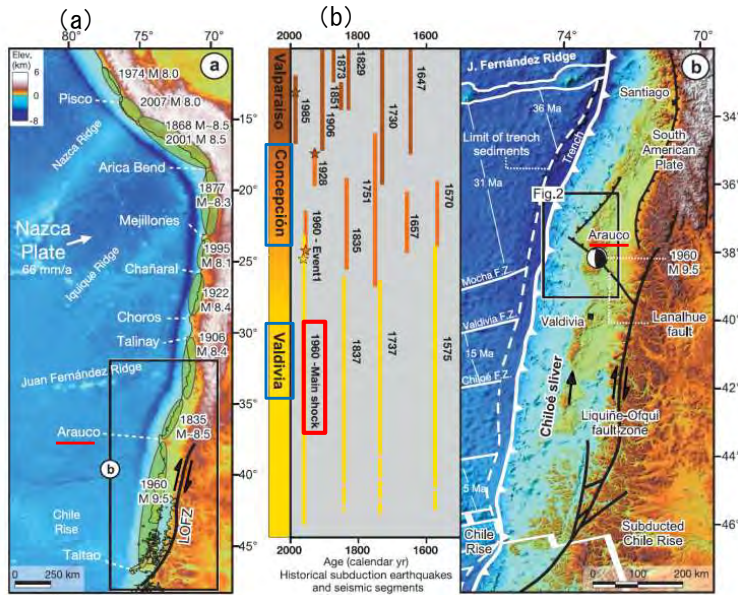 (a)
(b)
80°
75°
70°
Elev.
(km)
6
0
-8
a
1974 M 8.0
Pisco
2007 M 8.0
15°
1868 M~8.5
2001 M 8.5
Nazca Ridge
Arica Bend
20°
1877
M~8.3
Nazca
Plate
66 mm/a
Mejillones
Iquique Ridge
1995
M 8.1
25°
Chañaral
1922
M 8.4
Choros
Talinay
30°
1906
M 8.4
Juan Fernández Ridge
1835
M~8.5
35°
Arauco
b
40°
1960
M 9.5
Chile
Rise
LOFZ
Taitao
45°
0 250 km
2000 1800 1600
Valparaiso
Concepción
Valdivia
1985
1906
1851
1873
1829
1730
1647
1928
1960 - Event1
1835
1751
1657
1570
1960 -Main shock
1837
1737
1575
2000 1800 1600
Age (calendar yr)
Historical subduction earthquakes
and seismic segments
74°
70°
b
J. Fernández Ridge
Santiago
36 Ma
34°
Trench
South
American
Plate
Limit of trench
sediments
31 Ma
36°
Fig.2
Arauco
1960
M 9.5
38°
Mocha F.Z.
Valdivia F.Z.
Valdivia
40°
Lanalhue
fault
15 Ma
Chiloé F.Z.
Chiloé sliver
42°
Liquiñe-Ofqui
fault zone
44°
5 Ma
Chile
Rise
Subducted
Chile Rise
46°
0 100 200
km